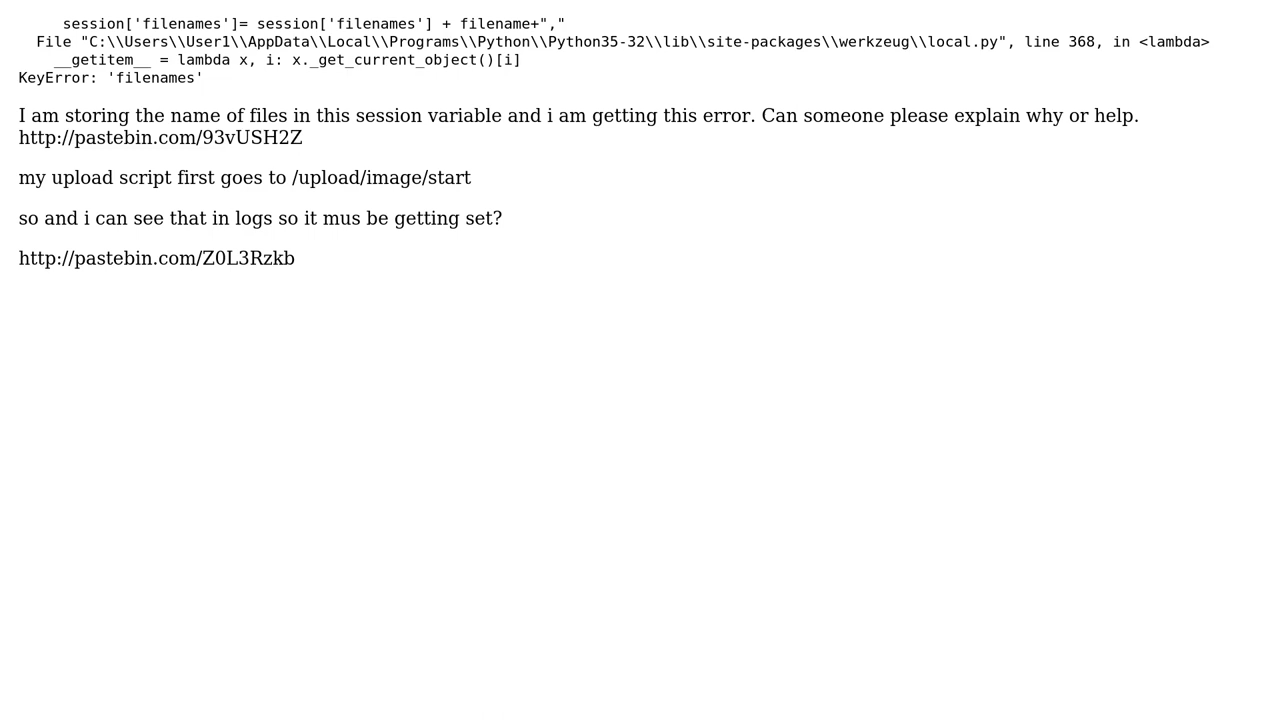 session['filenames']= session['filenames'] + filename+","
File "C:\\Users\\User1\\AppData\\Local\\Programs\\Python\\Python35-32\\lib\\site-packages\\werkzeug\\local.py", line 368, in <lambda>
__getitem__ = lambda x, i: x._get_current_object()[i]
KeyError: 'filenames'
I am storing the name of files in this session variable and i am getting this error. Can someone please explain why or help.
http://pastebin.com/93vUSH2Z
my upload script first goes to /upload/image/start
so and i can see that in logs so it mus be getting set?
http://pastebin.com/Z0L3Rzkb